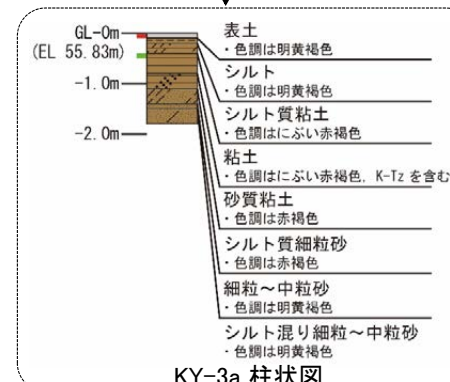 GL-0m
(EL 55.83m)
-1.0m
-2.0m
表土
・色調は明黄褐色
シルト
・色調は明黄褐色
シルト質粘土
・色調はにぶい赤褐色
粘土
・色調はにぶい赤褐色, K-Tz を含む
砂質粘土
・色調は赤褐色
シルト質細粒砂
・色調は赤褐色
細粒～中粒砂
・色調は明黄褐色
シルト混り細粒～中粒砂
・色調は明黄褐色
KY-3a 柱状図